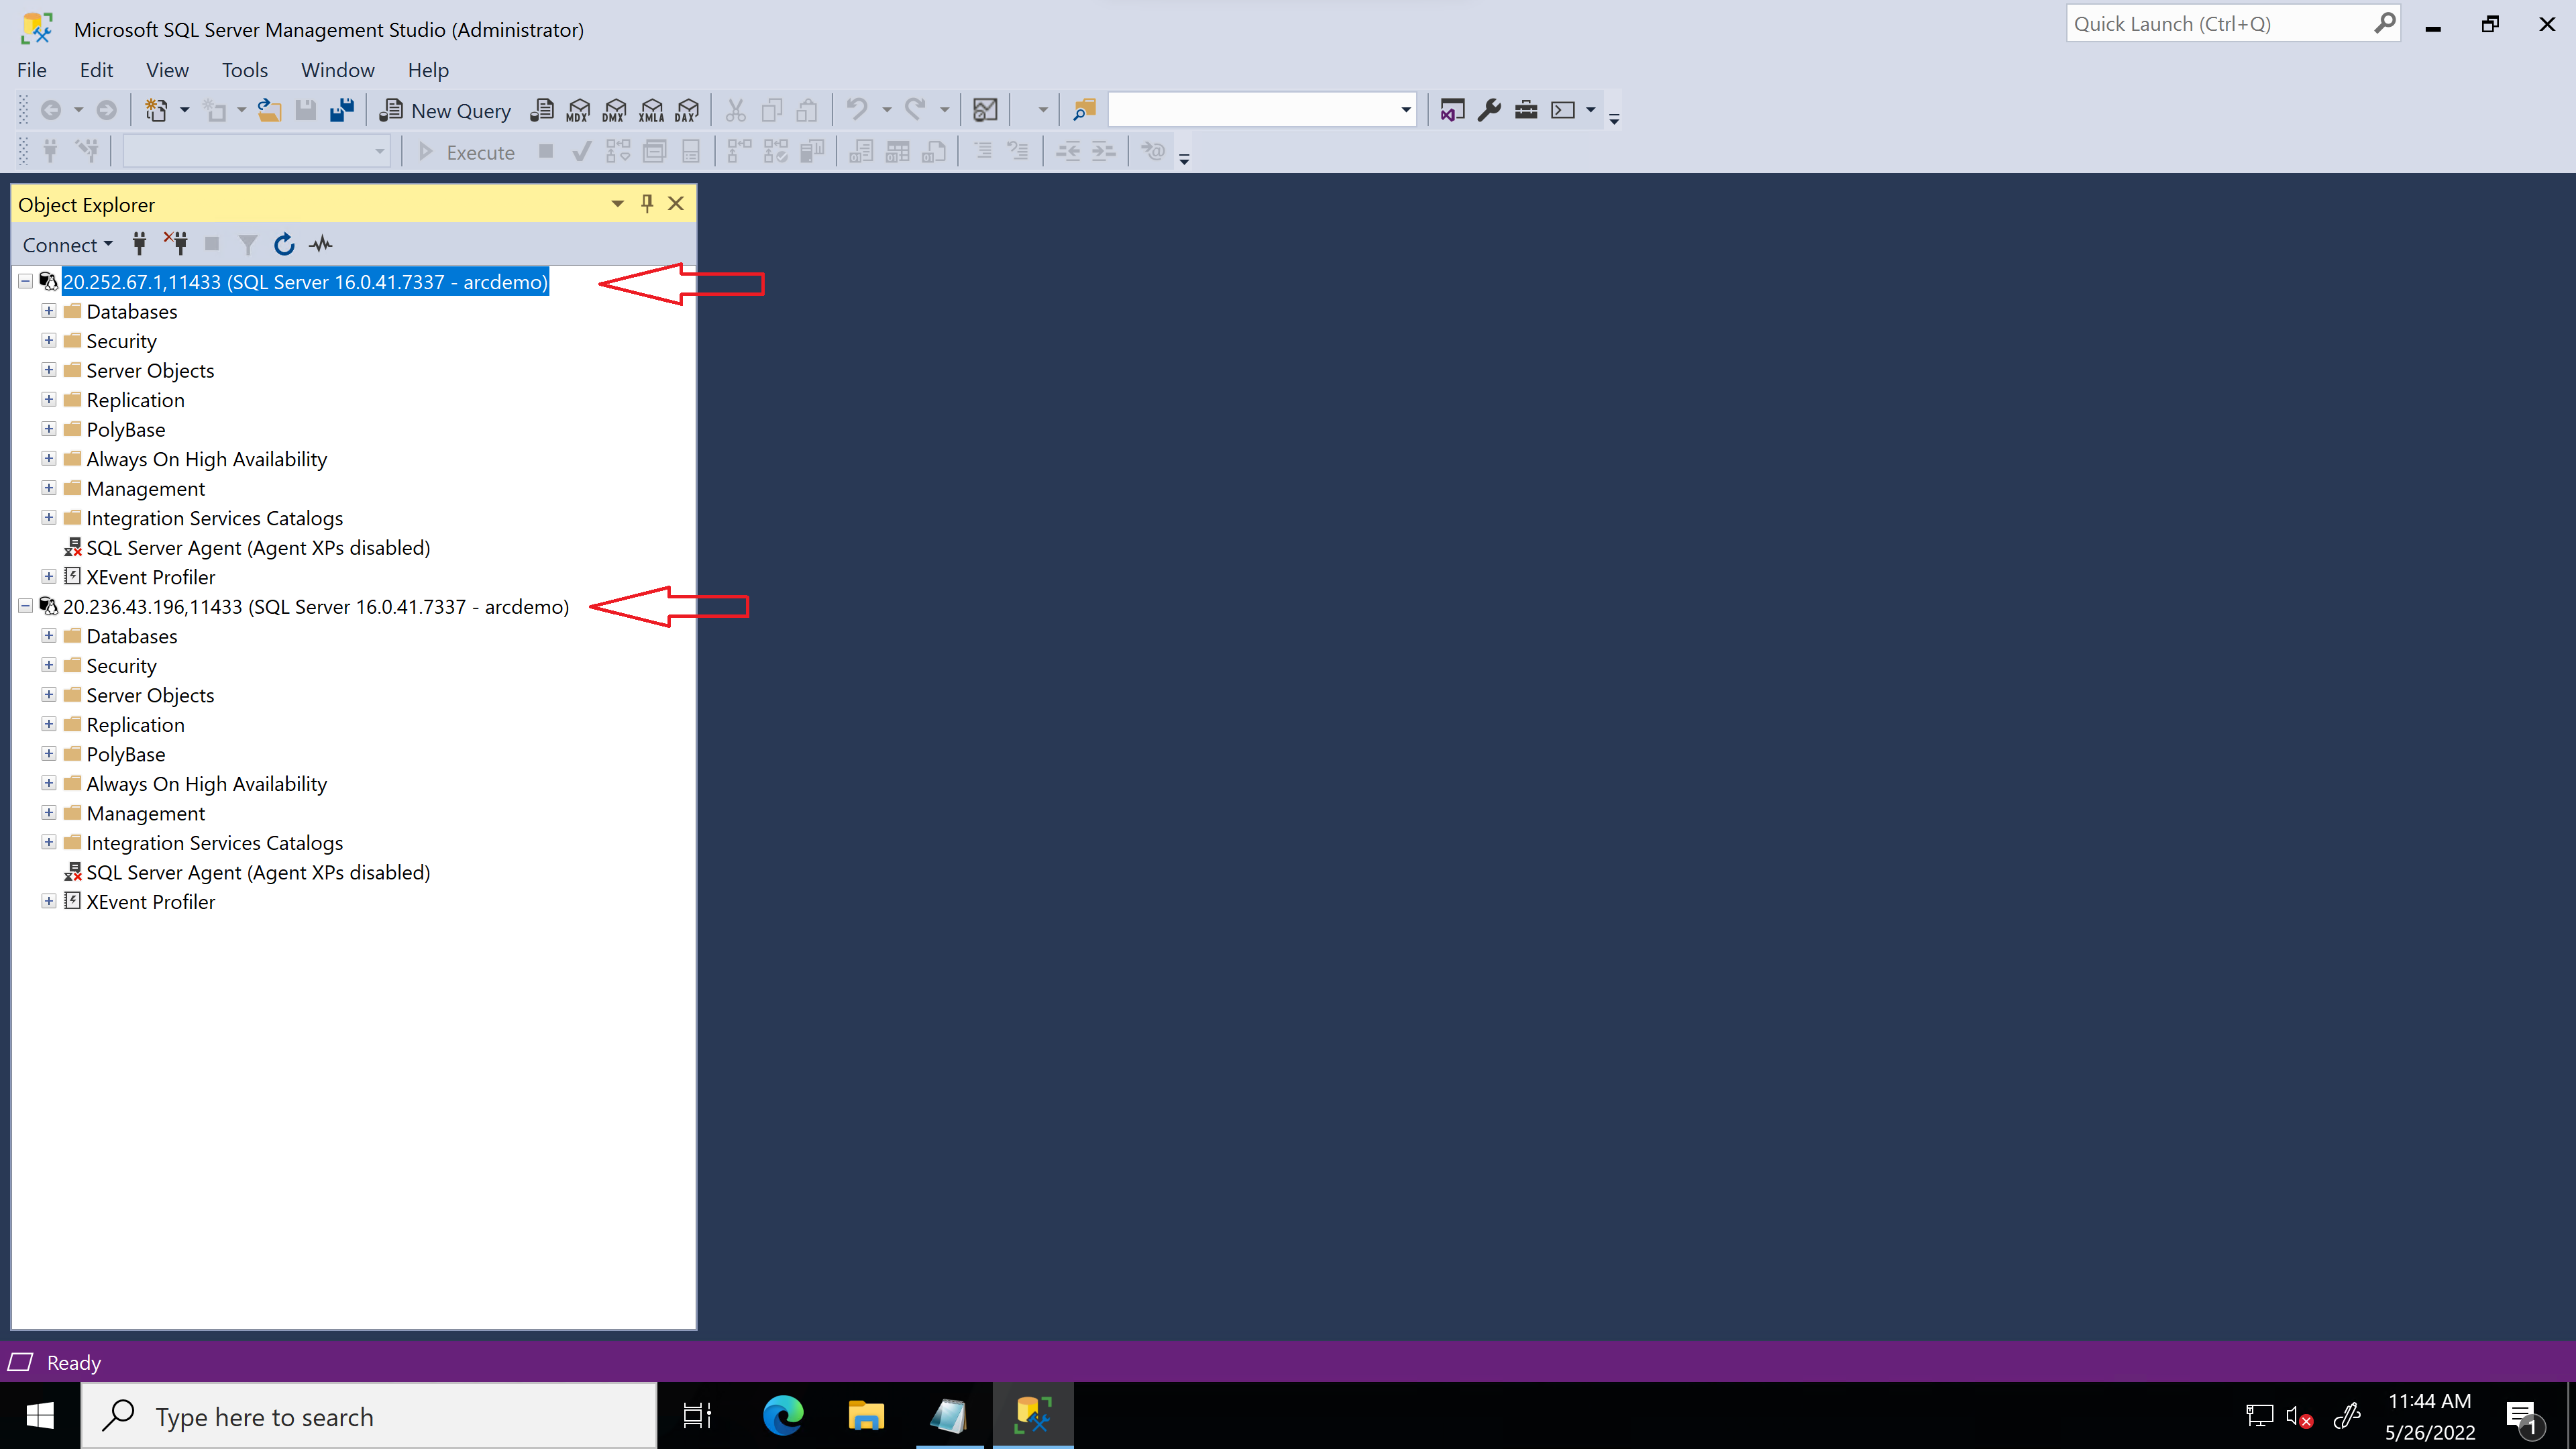 Microsoft SQL Server Management Studio (Administrator)
Quick Launch (Ctrl+Q)
File Edit View Tools Window Help
New Query MDX DMX XMLA DAX
Execute
Object Explorer
Connect
20.252.67.1,11433 (SQL Server 16.0.41.7337 - arcdemo)
Databases
Security
Server Objects
Replication
PolyBase
Always On High Availability
Management
Integration Services Catalogs
SQL Server Agent (Agent XPs disabled)
XEvent Profiler
20.236.43.196,11433 (SQL Server 16.0.41.7337 - arcdemo)
Databases
Security
Server Objects
Replication
PolyBase
Always On High Availability
Management
Integration Services Catalogs
SQL Server Agent (Agent XPs disabled)
XEvent Profiler
Ready
Type here to search
11:44 AM
5/26/2022
1